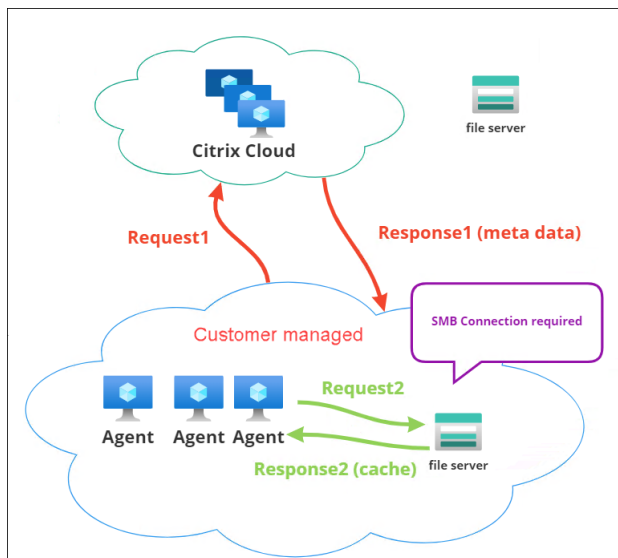 Citrix Cloud
file server
Request1
Response1 (meta data)
Customer managed
SMB Connection required
Request2
Agent
Agent
Agent
Response2 (cache)
file server